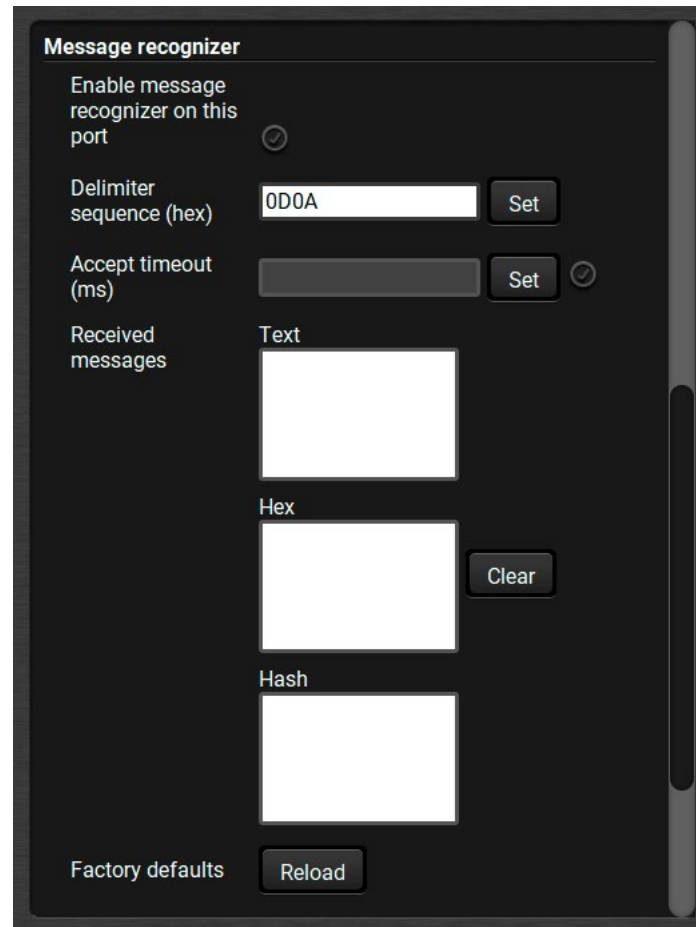 Message recognizer
Enable message
recognizer on this
port
Delimiter
sequence (hex)
0D0A
Set
Accept timeout
(ms)
Set
Received
messages
Text
Hex
Clear
Hash
Factory defaults
Reload